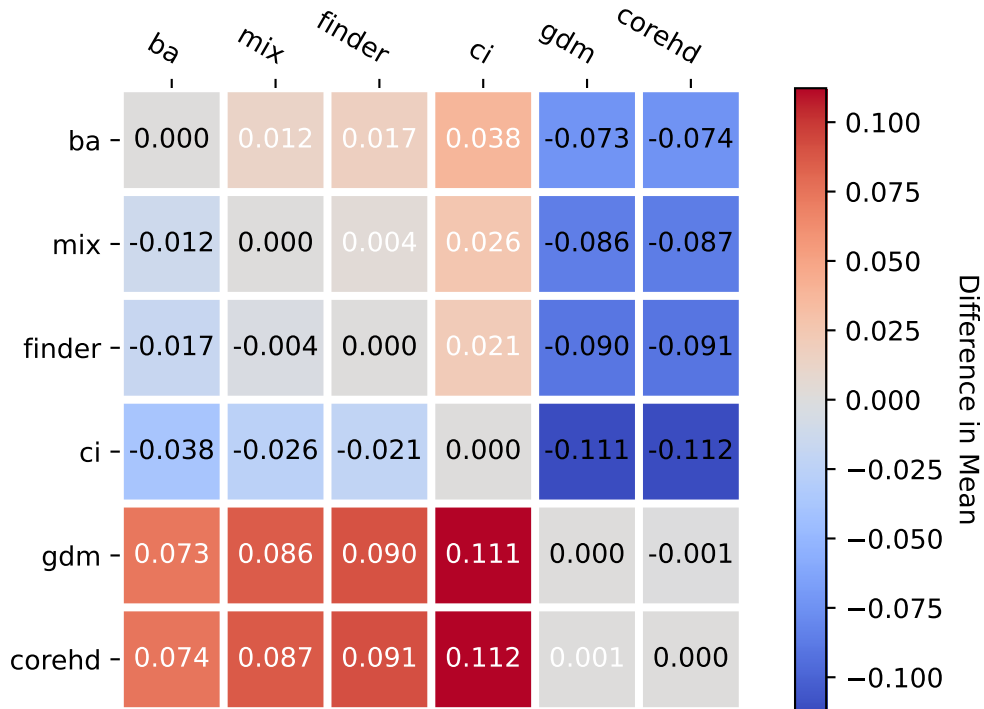 ba mix finder ci gdm corehd
ba 0.000 0.012 0.017 0.038 -0.073 -0.074
mix -0.012 0.000 0.004 0.026 -0.086 -0.087
finder -0.017 -0.004 0.000 0.021 -0.090 -0.091
ci -0.038 -0.026 -0.021 0.000 -0.111 -0.112
gdm 0.073 0.086 0.090 0.111 0.000 -0.001
corehd 0.074 0.087 0.091 0.112 0.001 0.000
0.100
0.075
0.050
0.025
0.000
−0.025
−0.050
−0.075
−0.100
Difference in Mean